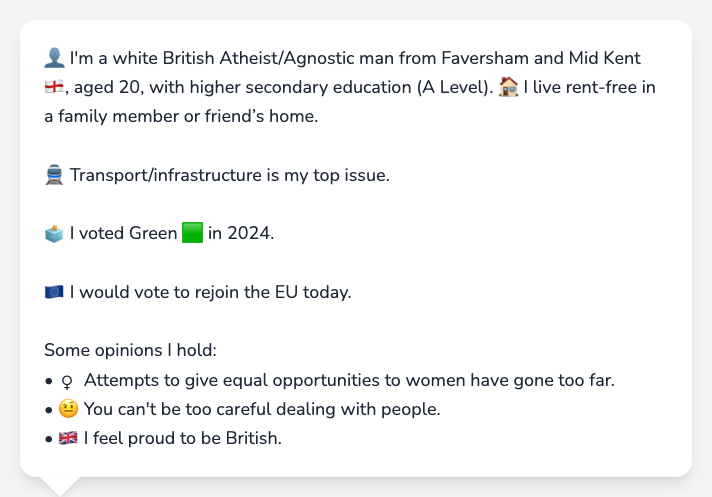 👤 I'm a white British Atheist/Agnostic man from Faversham and Mid Kent
🏴󠁧󠁢󠁥󠁮󠁧󠁿, aged 20, with higher secondary education (A Level). 🏠 I live rent-free in
a family member or friend’s home.
🚆 Transport/infrastructure is my top issue.
🗳️ I voted Green 🟩 in 2024.
🇪🇺 I would vote to rejoin the EU today.
Some opinions I hold:
• ♀ Attempts to give equal opportunities to women have gone too far.
• 🤨 You can't be too careful dealing with people.
• 🇬🇧 I feel proud to be British.